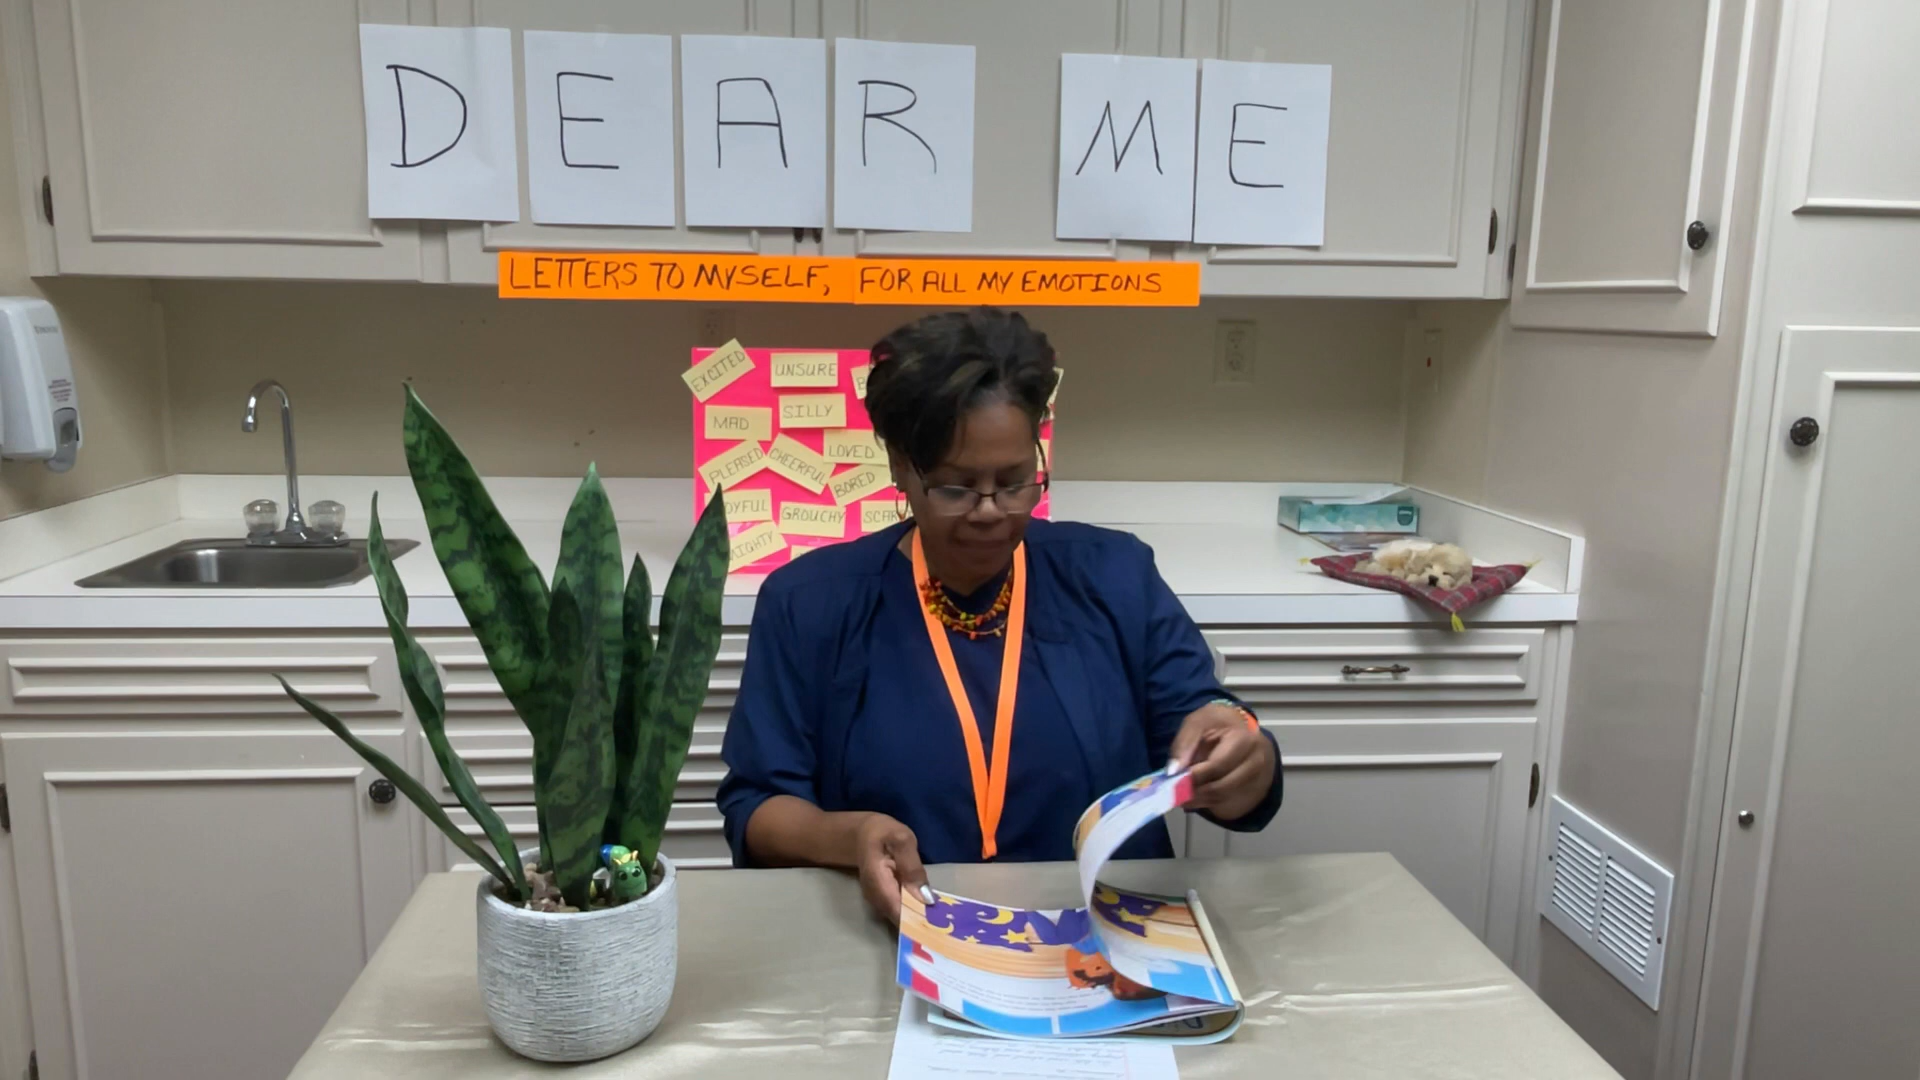 DEAR ME
LETTERS TO MYSELF, FOR ALL MY EMOTIONS
EXCITED
UNSURE
MAD
SILLY
PLEASED
CHEERFUL
LOVED
BORED
GROUCHY